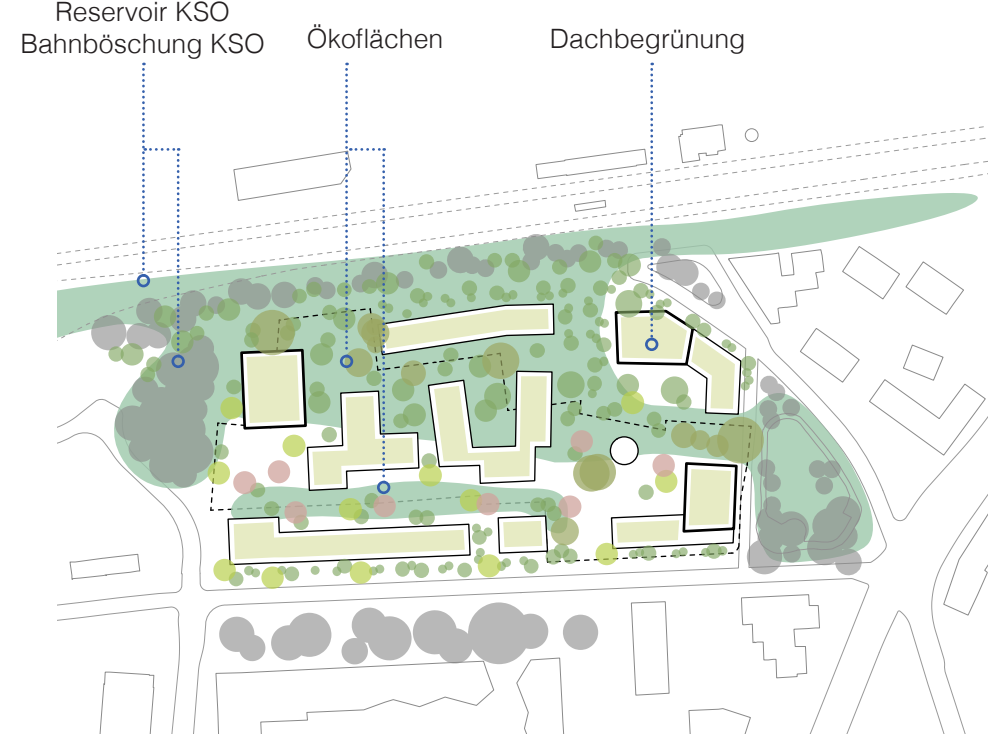 Reservoir KSO
Bahnböschung KSO
Ökoflächen
Dachbegrünung